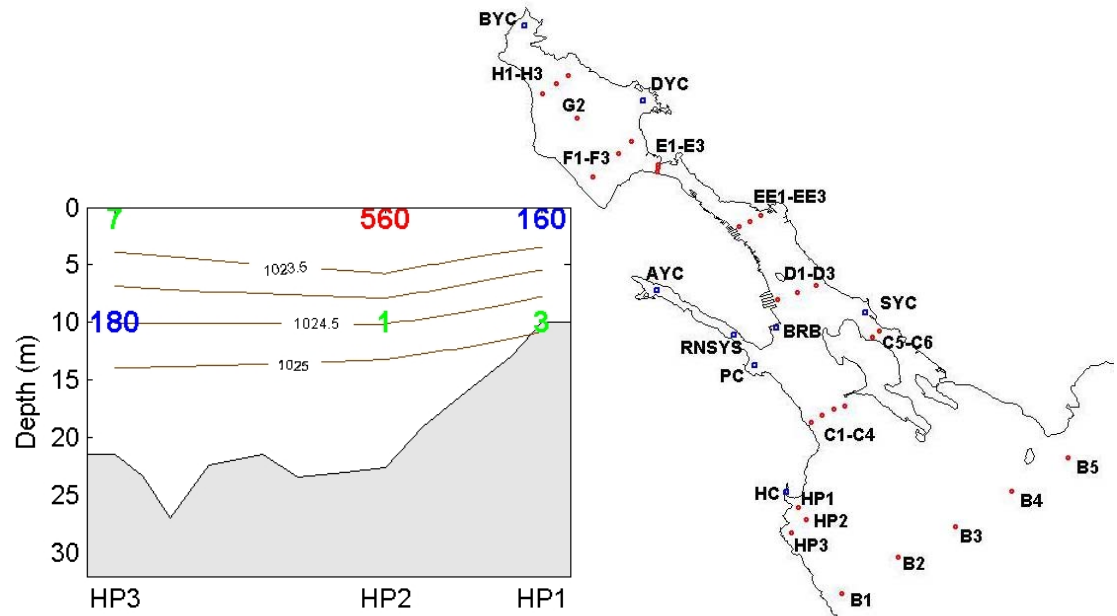 BYC
H1-H3
DYC
G2
F1-F3
E1-E3
EE1-EE3
0
7
560
160
1023.5
5
AYC
D1-D3
SYC
10
180
1024.5
1
3
RNSYS
BRB
C5-C6
1025
PC
15
Depth (m)
20
C1-C4
B5
25
HC
HP1
B4
HP2
B3
30
HP3
B2
HP3
HP2
HP1
B1